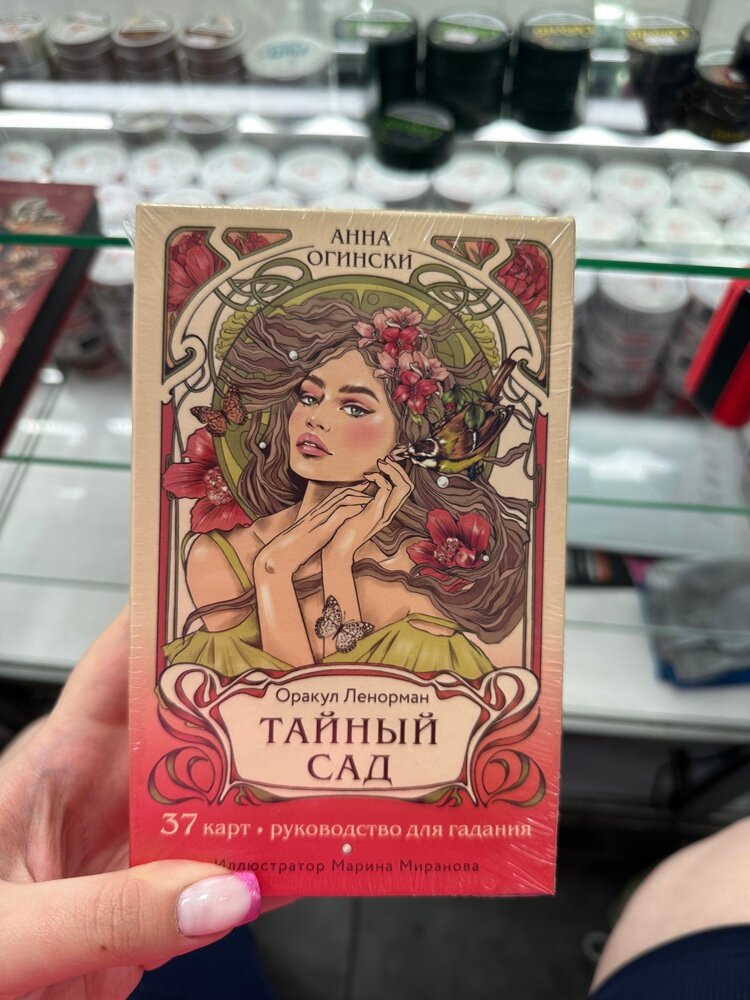 АННА
ОГИНСКИ
Оракул Ленорман
ТАЙНЫЙ
САД
37 карт • руководство для гадания
Иллюстратор Марина Миранова